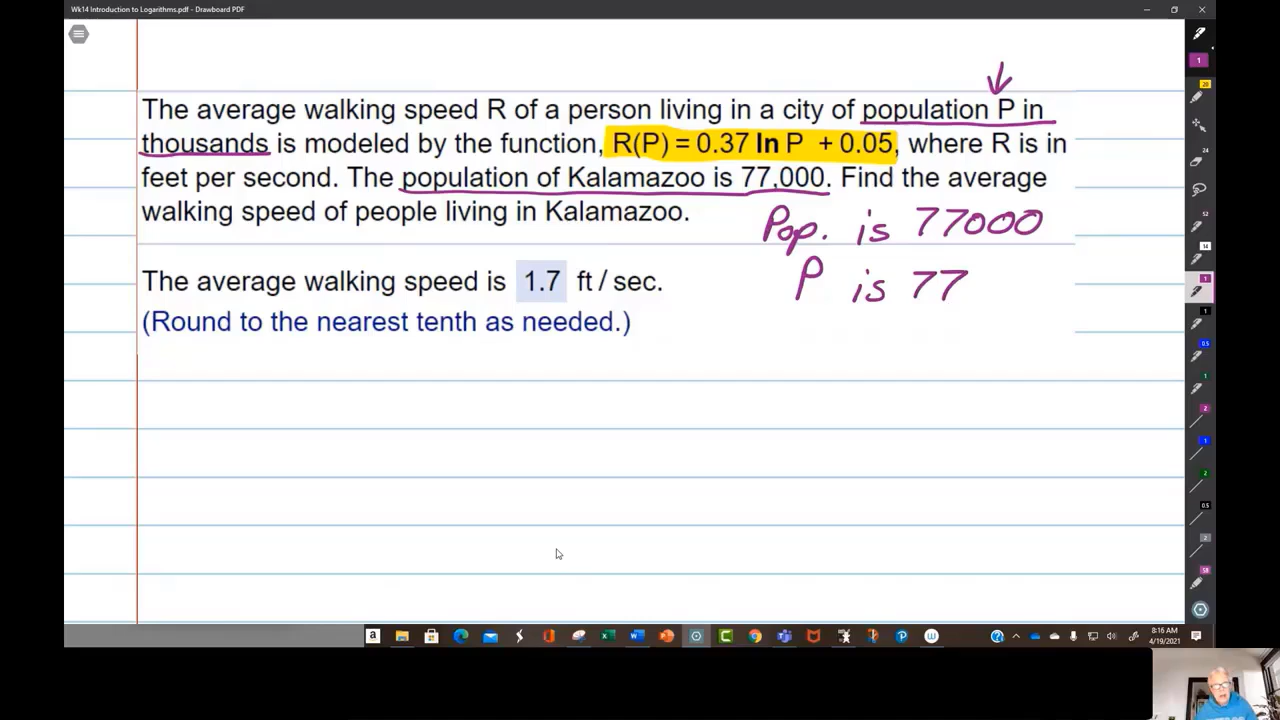 Wk14 Introduction to Logarithms.pdf - Drawboard PDF
The average walking speed R of a person living in a city of population P in
thousands is modeled by the function, R(P) = 0.37 ln P + 0.05, where R is in
feet per second. The population of Kalamazoo is 77,000. Find the average
walking speed of people living in Kalamazoo.
Pop. is 77000
The average walking speed is 1.7 ft / sec.
P is 77
(Round to the nearest tenth as needed.)
8:16 AM
4/19/2021